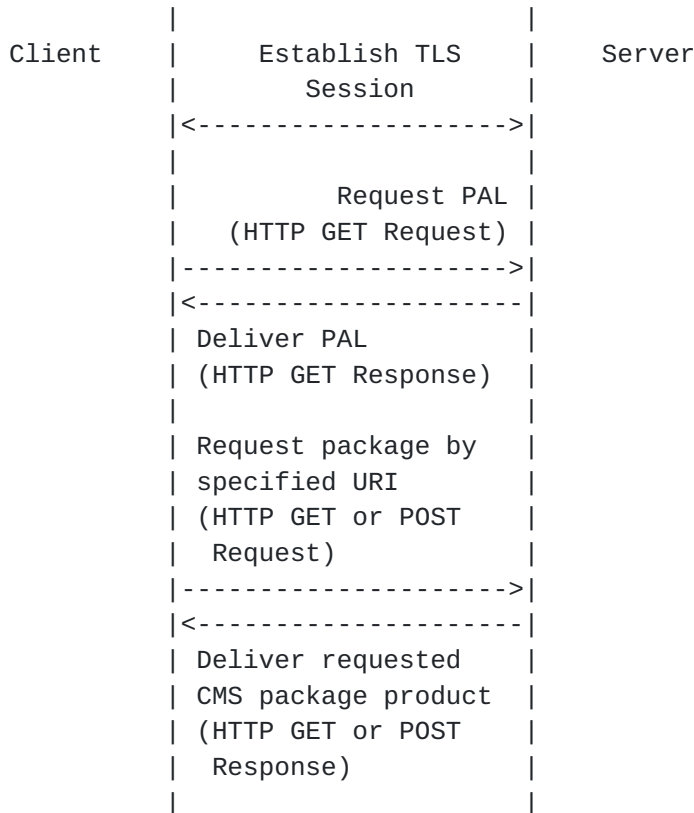 |                      |
Client     |     Establish TLS    |    Server
           |        Session       |
           |<-------------------->|
           |                      |
           |          Request PAL |
           |   (HTTP GET Request) |
           |--------------------->|
           |<---------------------|
           | Deliver PAL          |
           | (HTTP GET Response)  |
           |                      |
           | Request package by   |
           | specified URI        |
           | (HTTP GET or POST    |
           |  Request)            |
           |--------------------->|
           |<---------------------|
           | Deliver requested    |
           | CMS package product  |
           | (HTTP GET or POST    |
           |  Response)           |
           |                      |